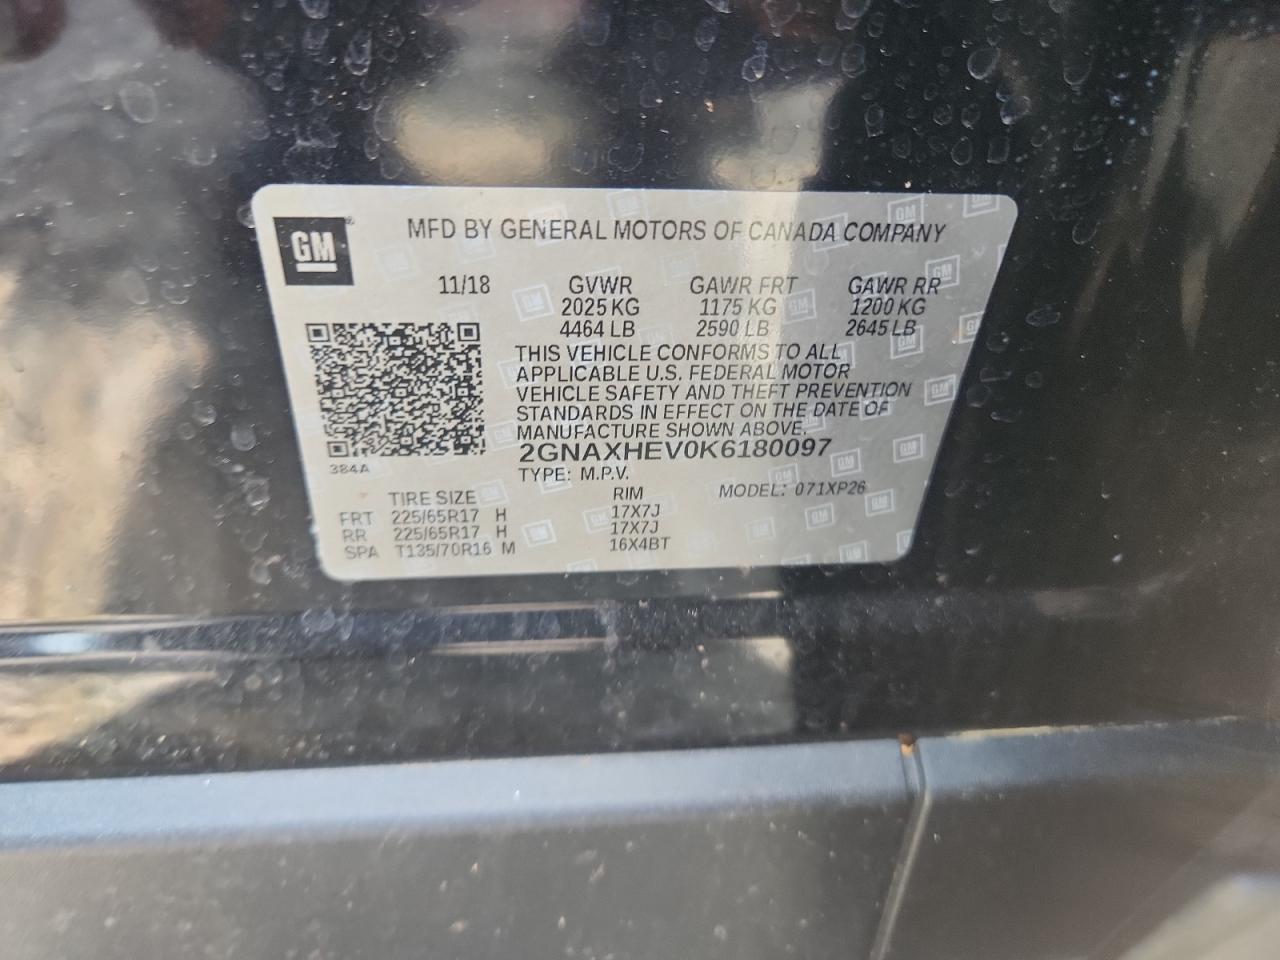 GM
MFD BY GENERAL MOTORS OF CANADA COMPANY
11/18 GVWR GAWR FRT GAWR RR
2025 KG 1175 KG 1200 KG
4464 LB 2590 LB 2645 LB
THIS VEHICLE CONFORMS TO ALL
APPLICABLE U.S. FEDERAL MOTOR
VEHICLE SAFETY AND THEFT PREVENTION
STANDARDS IN EFFECT ON THE DATE OF
MANUFACTURE SHOWN ABOVE.
2GNAXHEV0K6180097
384A
TYPE: M.P.V.
TIRE SIZE RIM MODEL: 071XP26
FRT 225/65R17 H 17X7J
RR 225/65R17 H 17X7J
SPA T135/70R16 M 16X4BT